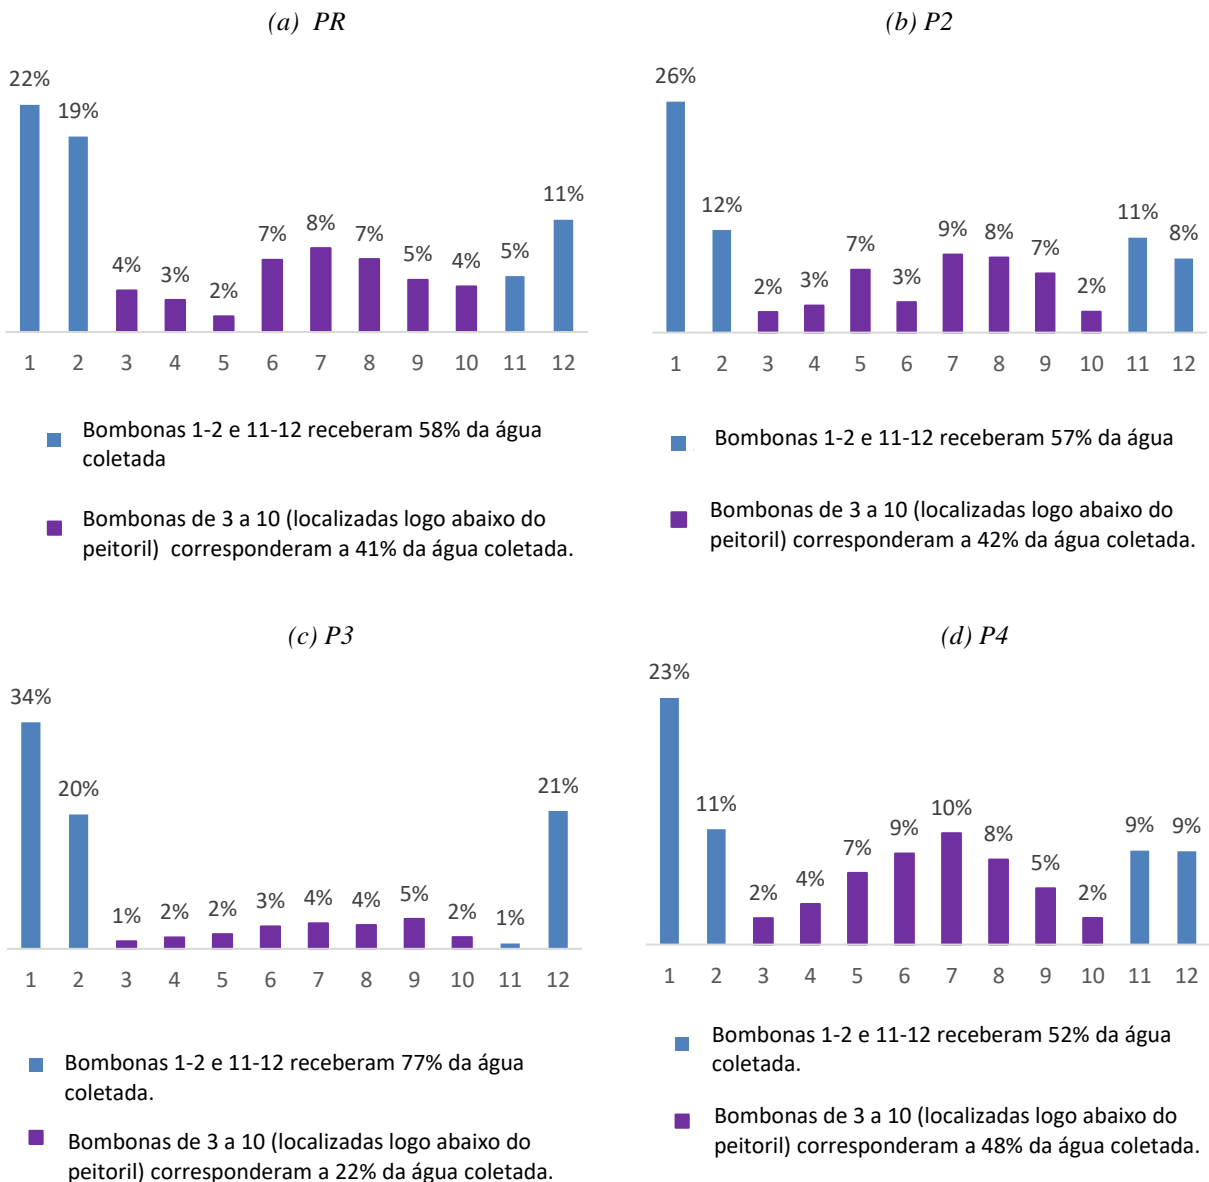 (a) PR
22%
19%
4%
3%
2%
7%
8%
7%
5%
4%
5%
11%
1 2 3 4 5 6 7 8 9 10 11 12
Bombonas 1-2 e 11-12 receberam 58% da água
coletada
Bombonas de 3 a 10 (localizadas logo abaixo do
peitoril) corresponderam a 41% da água coletada.
(b) P2
26%
12%
2%
3%
7%
3%
9%
8%
7%
2%
11%
8%
1 2 3 4 5 6 7 8 9 10 11 12
Bombonas 1-2 e 11-12 receberam 57% da água
Bombonas de 3 a 10 (localizadas logo abaixo do
peitoril) corresponderam a 42% da água coletada.
(c) P3
34%
20%
1%
2%
2%
3%
4%
4%
5%
2%
1%
21%
1 2 3 4 5 6 7 8 9 10 11 12
Bombonas 1-2 e 11-12 receberam 77% da água
coletada.
Bombonas de 3 a 10 (localizadas logo abaixo do
peitoril) corresponderam a 22% da água coletada.
(d) P4
23%
11%
2%
4%
7%
9%
10%
8%
5%
2%
9%
9%
1 2 3 4 5 6 7 8 9 10 11 12
Bombonas 1-2 e 11-12 receberam 52% da água
coletada.
Bombonas de 3 a 10 (localizadas logo abaixo do
peitoril) corresponderam a 48% da água coletada.